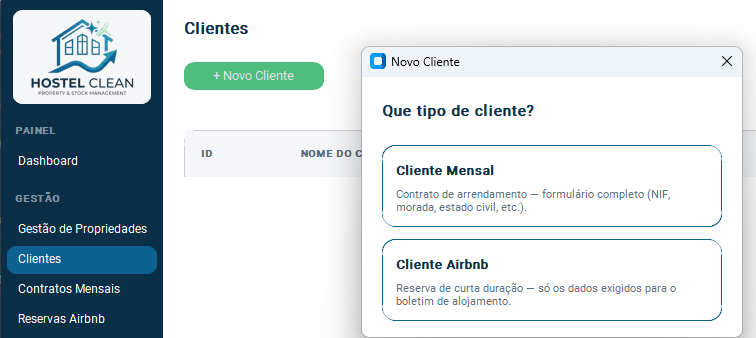 HOSTEL CLEAN
PROPERTY & STOCK MANAGEMENT
PAINEL
Dashboard
GESTÃO
Gestão de Propriedades
Clientes
Contratos Mensais
Reservas Airbnb
Clientes
+ Novo Cliente
ID
NOME DO C
Novo Cliente
Que tipo de cliente?
Cliente Mensal
Contrato de arrendamento — formulário completo (NIF,
morada, estado civil, etc.).
Cliente Airbnb
Reserva de curta duração — só os dados exigidos para o
boletim de alojamento.